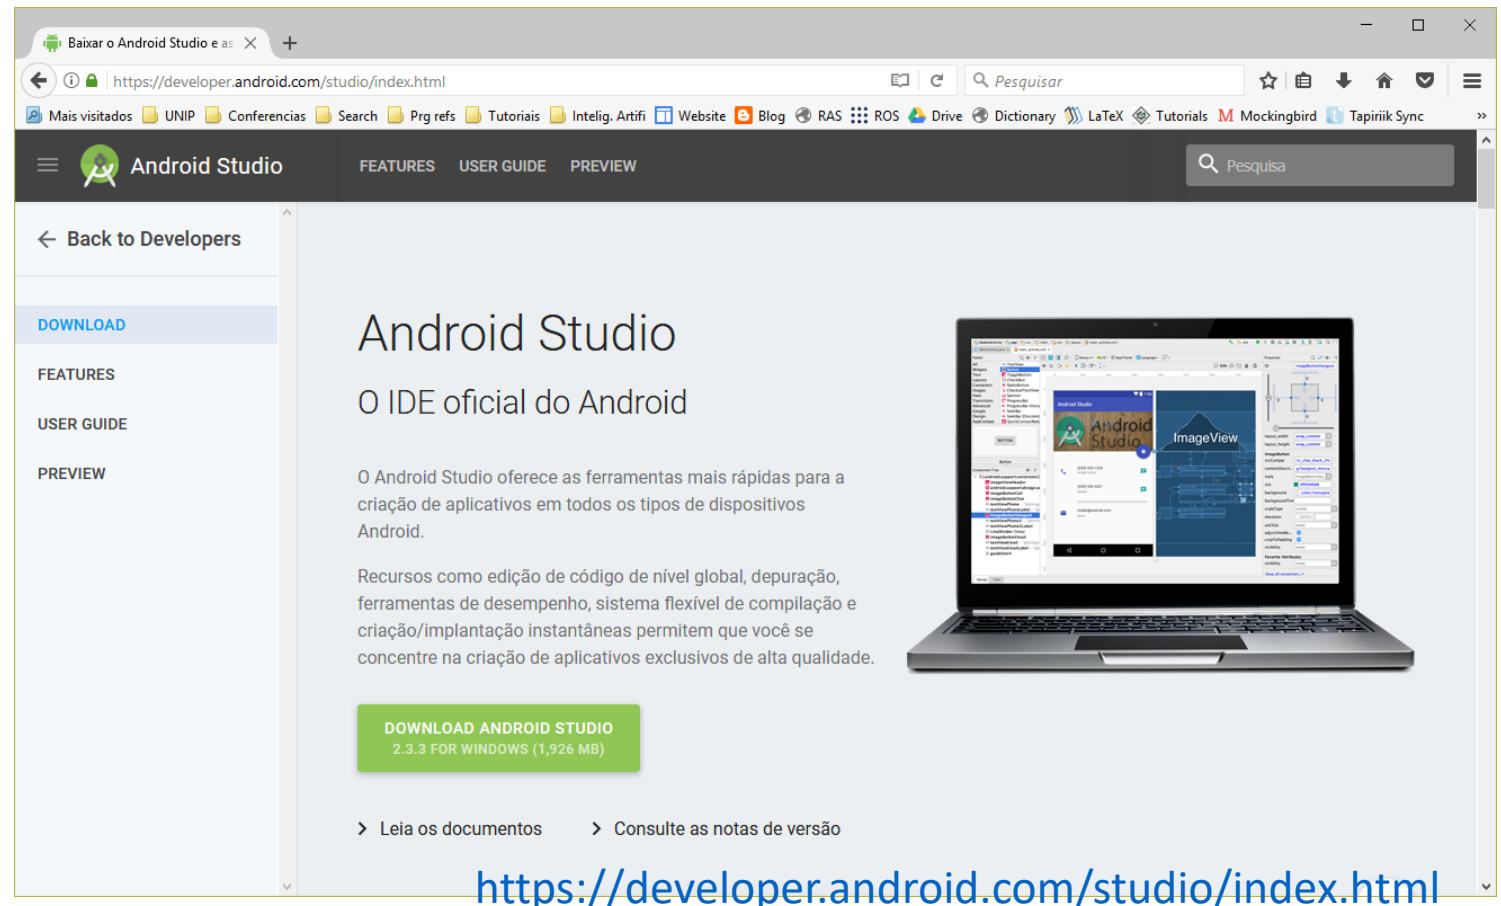 Baixar o Android Studio e as
https://developer.android.com/studio/index.html
Pesquisar
Mais visitados UNIP Conferencias Search Prg refs Tutoriais Intelig. Artifi Website Blog RAS ROS Drive Dictionary LaTeX Tutorials Mockingbird Tapiriik Sync
Android Studio FEATURES USER GUIDE PREVIEW Pesquisa
Back to Developers
DOWNLOAD
FEATURES
USER GUIDE
PREVIEW
Android Studio
O IDE oficial do Android
O Android Studio oferece as ferramentas mais rápidas para a
criação de aplicativos em todos os tipos de dispositivos
Android.
Recursos como edição de código de nível global, depuração,
ferramentas de desempenho, sistema flexível de compilação e
criação/implantação instantâneas permitem que você se
concentre na criação de aplicativos exclusivos de alta qualidade.
DOWNLOAD ANDROID STUDIO
2.3.3 FOR WINDOWS (1,926 MB)
Leia os documentos
Consulte as notas de versão
Android Studio
Android
Studio
ImageView
BUTTON
https://developer.android.com/studio/index.html